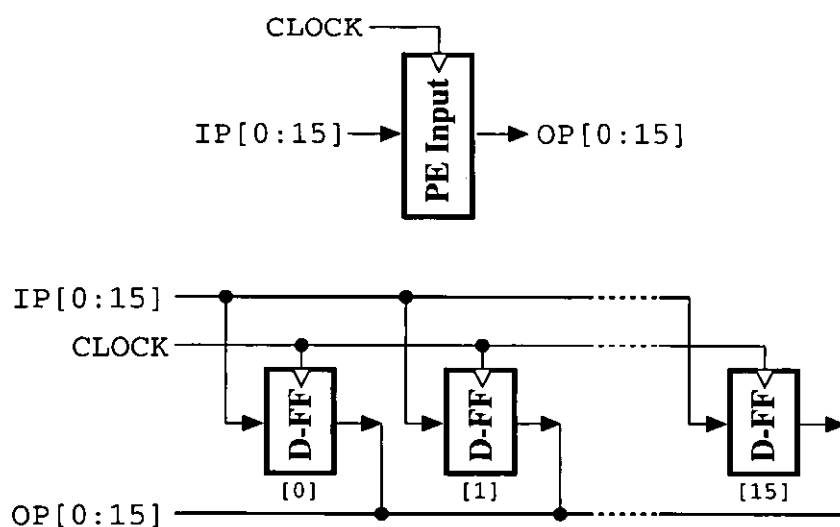 CLOCK
PE Input
IP[0:15]
OP[0:15]
IP[0:15]
CLOCK
D-FF
D-FF
D-FF
[0]
[1]
[15]
OP[0:15]